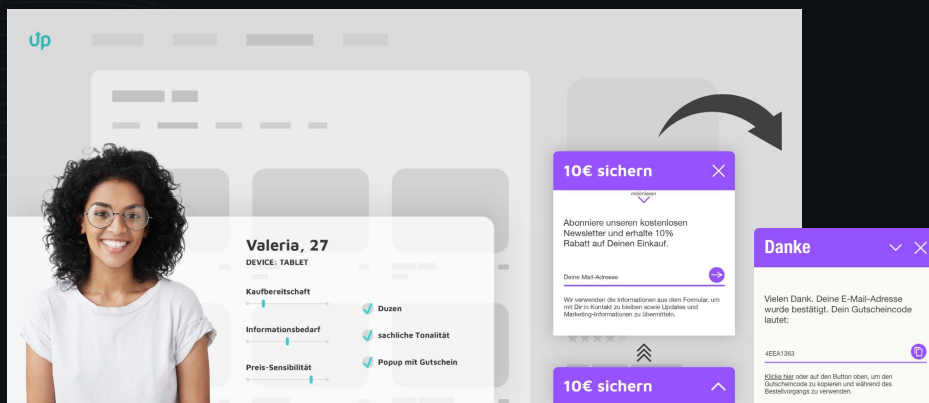 Up
10€ sichern
minimieren
Abonniere unseren kostenlosen
Newsletter und erhalte 10%
Rabatt auf Deinen Einkauf.
Deine Mail-Adresse
Wir verwenden die Informationen aus dem Formular, um
mit Dir in Kontakt zu bleiben sowie Updates und
Marketing-Informationen zu übermitteln.
10€ sichern
Valeria, 27
DEVICE: TABLET
Kaufbereitschaft
Informationsbedarf
Preis-Sensibilität
Duzen
sachliche Tonalität
Popup mit Gutschein
Danke
Vielen Dank. Deine E-Mail-Adresse
wurde bestätigt. Dein Gutscheincode
lautet:
4EEA1363
Klicke hier oder auf den Button oben, um den
Gutscheincode zu kopieren und während des
Bestellvorgangs zu verwenden.